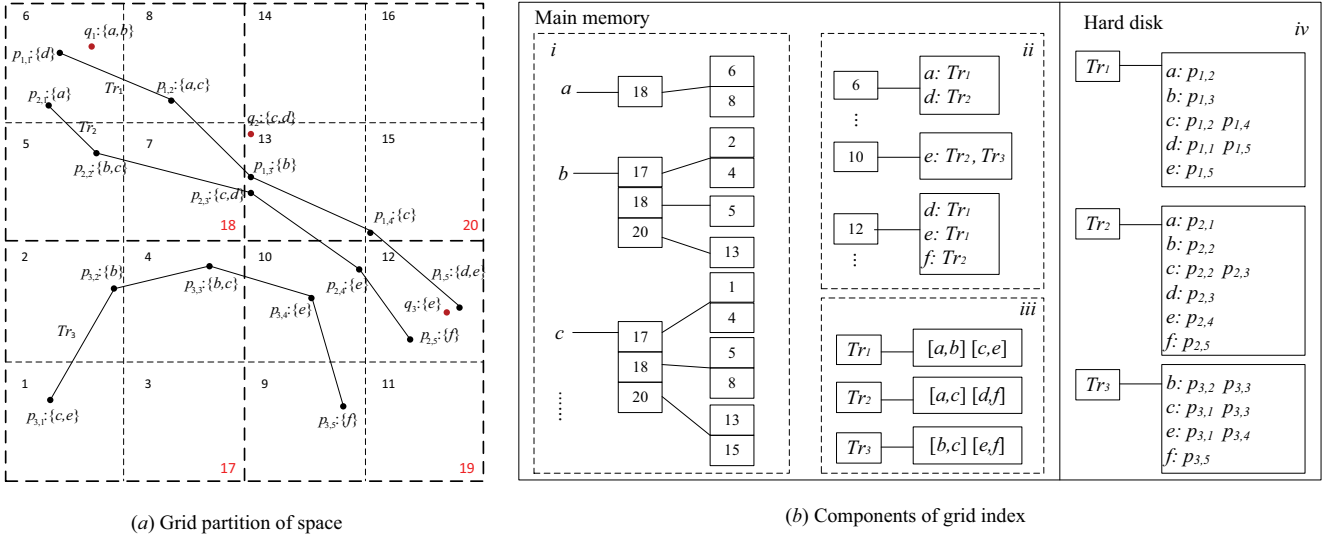 6
8
14
16
q1:{a,b}
p1,1:{d}
Tr1
p1,2:{a,c}
p2,1:{a}
q2:{c,d}
Tr2
5
7
13
15
p2,2:{b,c}
p1,3:{b}
p2,3:{c,d}
p1,4:{c}
18
20
2
4
10
12
p3,2:{b}
p3,3:{b,c}
p2,4:{e}
p1,5:{d,e}
p3,4:{e}
q3:{e}
Tr3
p2,5:{f}
1
3
9
11
p3,1:{c,e}
p3,5:{f}
17
19
(a) Grid partition of space
Main memory
i
a
18
6
8
b
17
18
20
2
4
5
13
c
17
18
20
1
4
5
8
13
15
......
ii
6
a: Tr1
d: Tr2
⋮
10
e: Tr2 , Tr3
12
d: Tr1
e: Tr1
f: Tr2
⋮
iii
Tr1
[a,b] [c,e]
Tr2
[a,c] [d,f]
Tr3
[b,c] [e,f]
Hard disk
iv
Tr1
a: p1,2
b: p1,3
c: p1,2 p1,4
d: p1,1 p1,5
e: p1,5
Tr2
a: p2,1
b: p2,2
c: p2,2 p2,3
d: p2,3
e: p2,4
f: p2,5
Tr3
b: p3,2 p3,3
c: p3,1 p3,3
e: p3,1 p3,4
f: p3,5
(b) Components of grid index